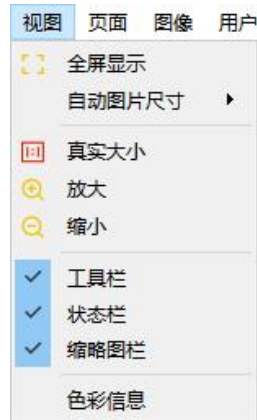 视图 页面 图像 用户
全屏显示
自动图片尺寸
1:1 真实大小
放大
缩小
工具栏
状态栏
缩略图栏
色彩信息